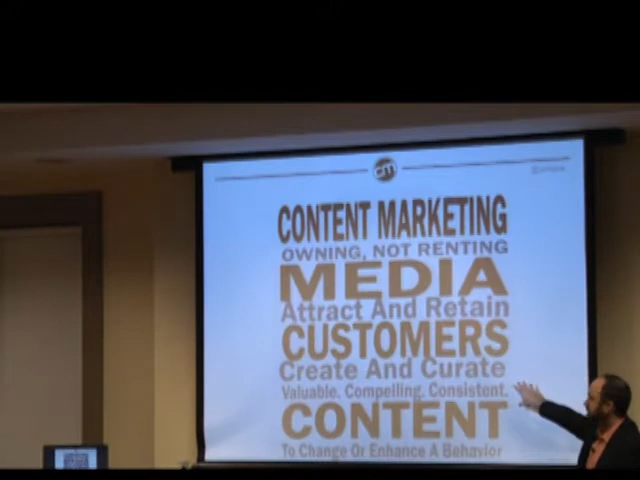 cm
CONTENT MARKETING
OWNING, NOT RENTING
MEDIA
Attract And Retain
CUSTOMERS
Create And Curate
Valuable, Compelling, Consistent,
CONTENT
To Change Or Enhance A Behavior